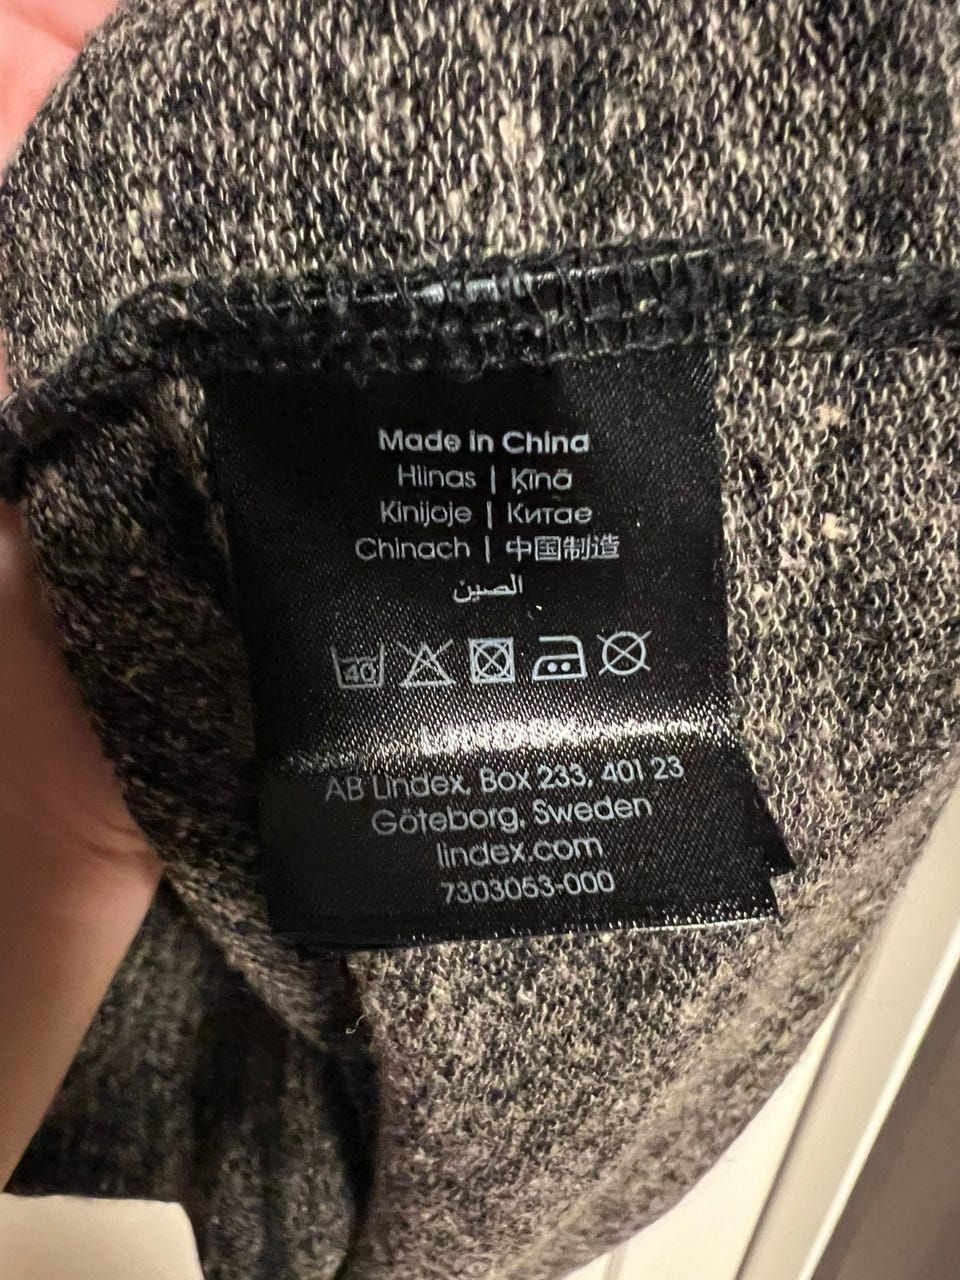 Made in China
Hiinas | Ķīnā
Kinijoje | Китае
Chinach | 中国制造
الصين
40
AB Lindex, Box 233, 401 23
Göteborg, Sweden
lindex.com
7303053-000